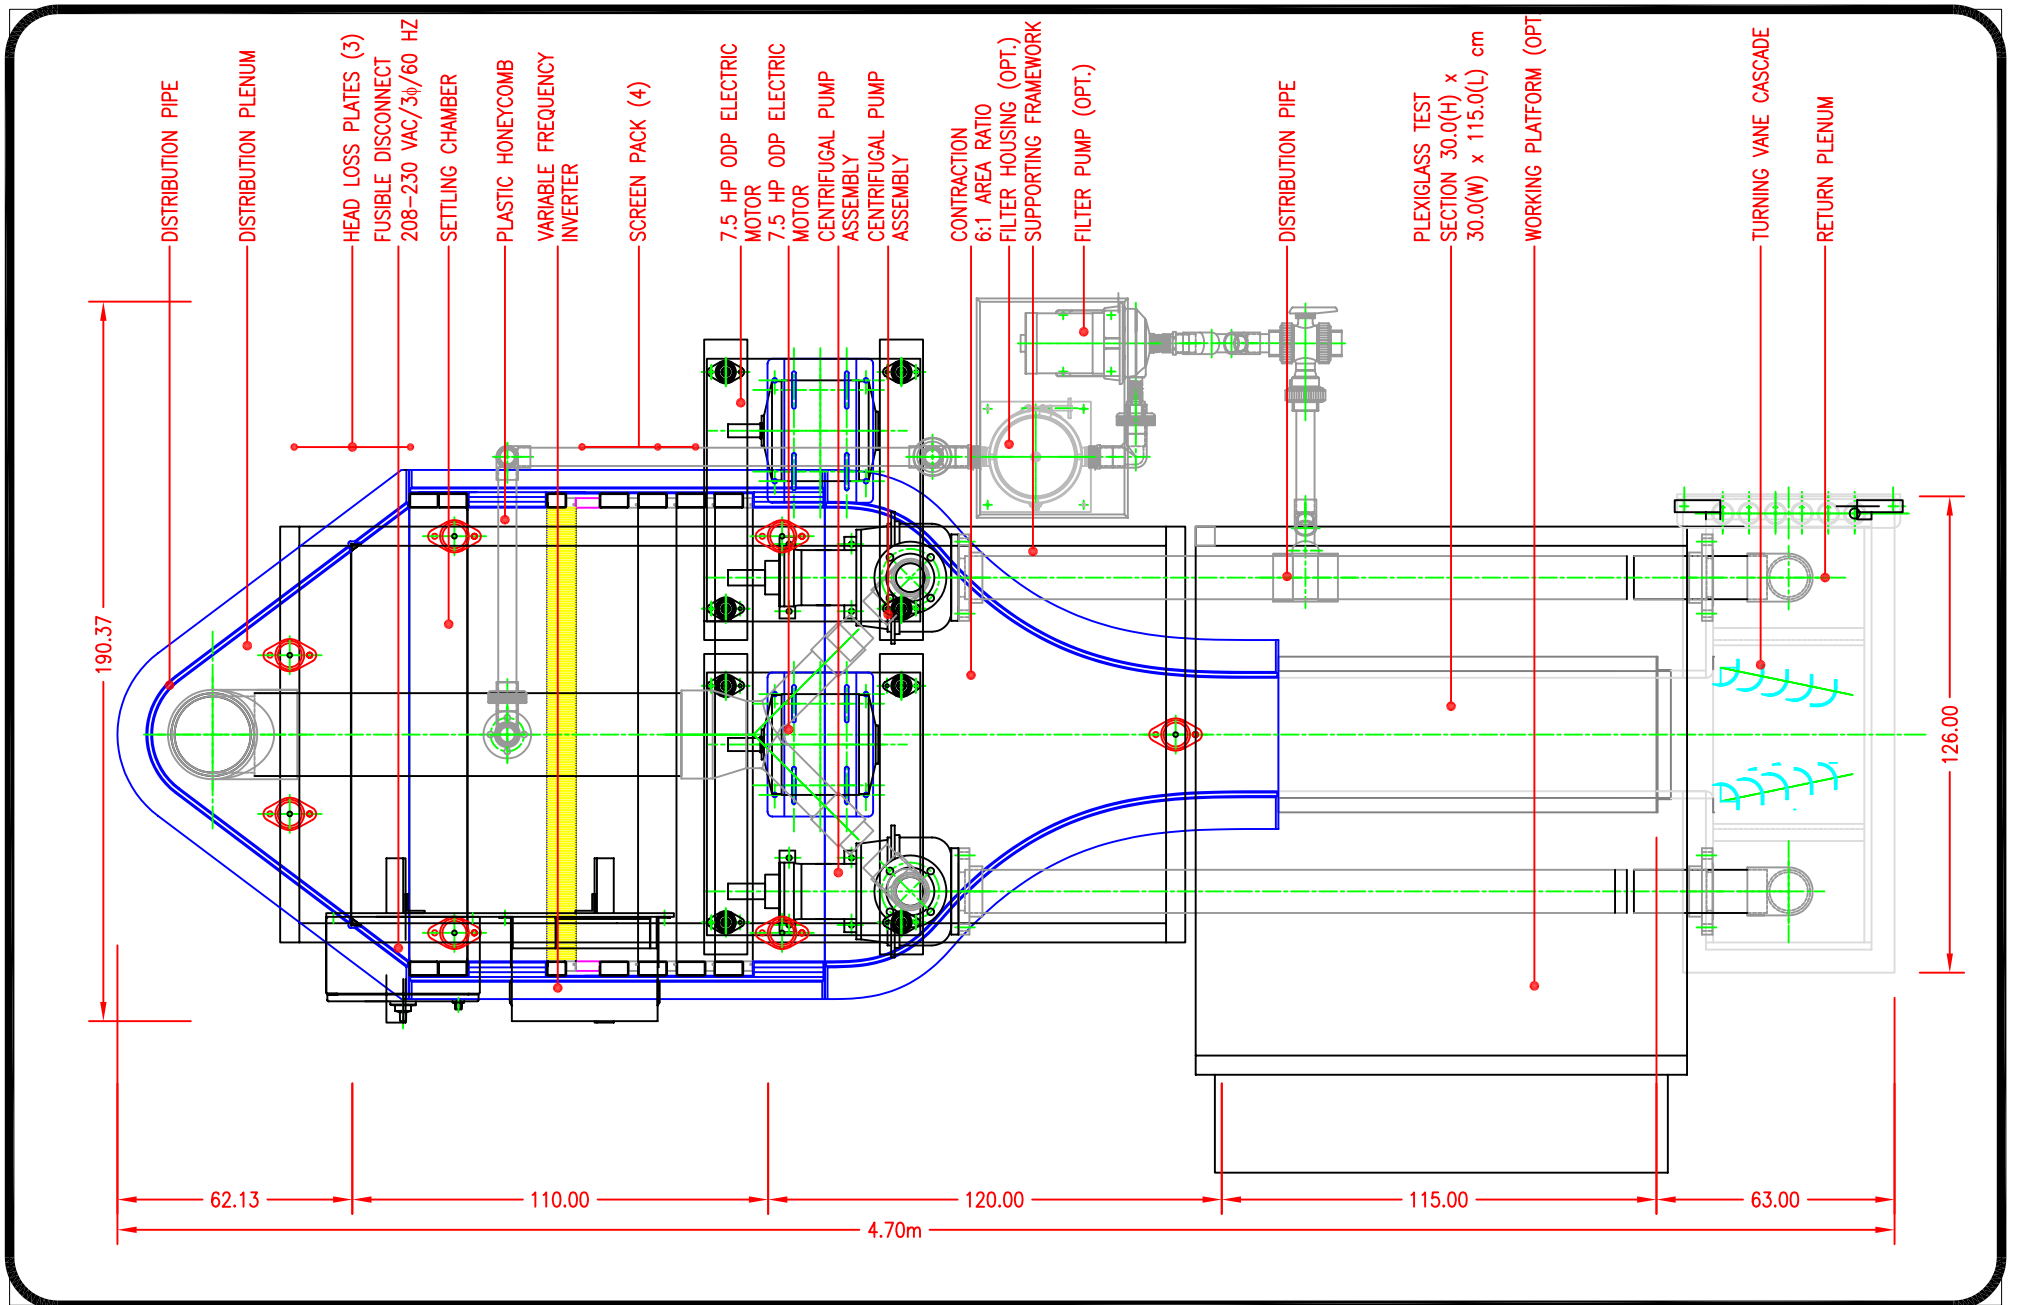 DISTRIBUTION PIPE
DISTRIBUTION PLENUM
HEAD LOSS PLATES (3)
FUSIBLE DISCONNECT
208-230 VAC/3ϕ/60 HZ
SETTLING CHAMBER
PLASTIC HONEYCOMB
VARIABLE FREQUENCY
INVERTER
SCREEN PACK (4)
7.5 HP ODP ELECTRIC
MOTOR
7.5 HP ODP ELECTRIC
MOTOR
CENTRIFUGAL PUMP
ASSEMBLY
CENTRIFUGAL PUMP
ASSEMBLY
CONTRACTION
6:1 AREA RATIO
FILTER HOUSING (OPT.)
SUPPORTING FRAMEWORK
FILTER PUMP (OPT.)
DISTRIBUTION PIPE
PLEXIGLASS TEST
SECTION 30.0(H) x
30.0(W) x 115.0(L) cm
WORKING PLATFORM (OPT
TURNING VANE CASCADE
RETURN PLENUM
190.37
126.00
62.13
110.00
120.00
115.00
63.00
4.70m